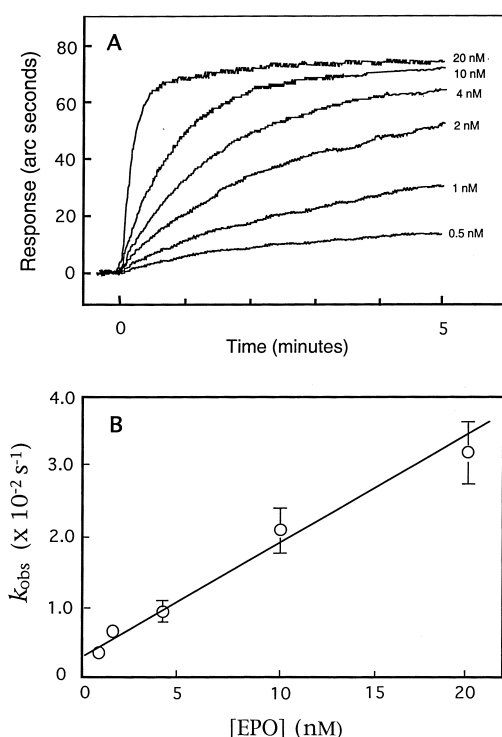 A
Response (arc seconds)
80
60
40
20
0
20 nM
10 nM
4 nM
2 nM
1 nM
0.5 nM
0
5
Time (minutes)
B
k_obs (x 10⁻² s⁻¹)
4.0
3.0
2.0
1.0
0
0
5
10
15
20
[EPO] (nM)